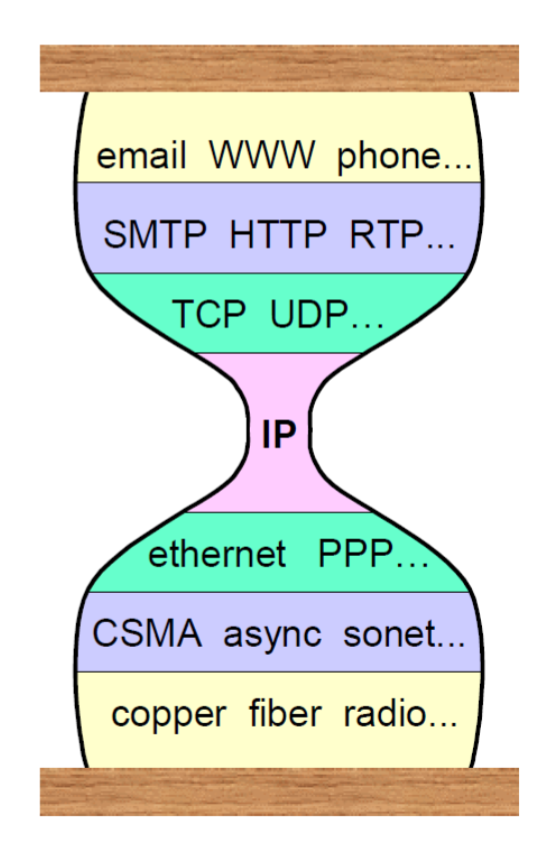 email WWW phone...
SMTP HTTP RTP...
TCP UDP…
IP
ethernet PPP…
CSMA async sonet...
copper fiber radio...